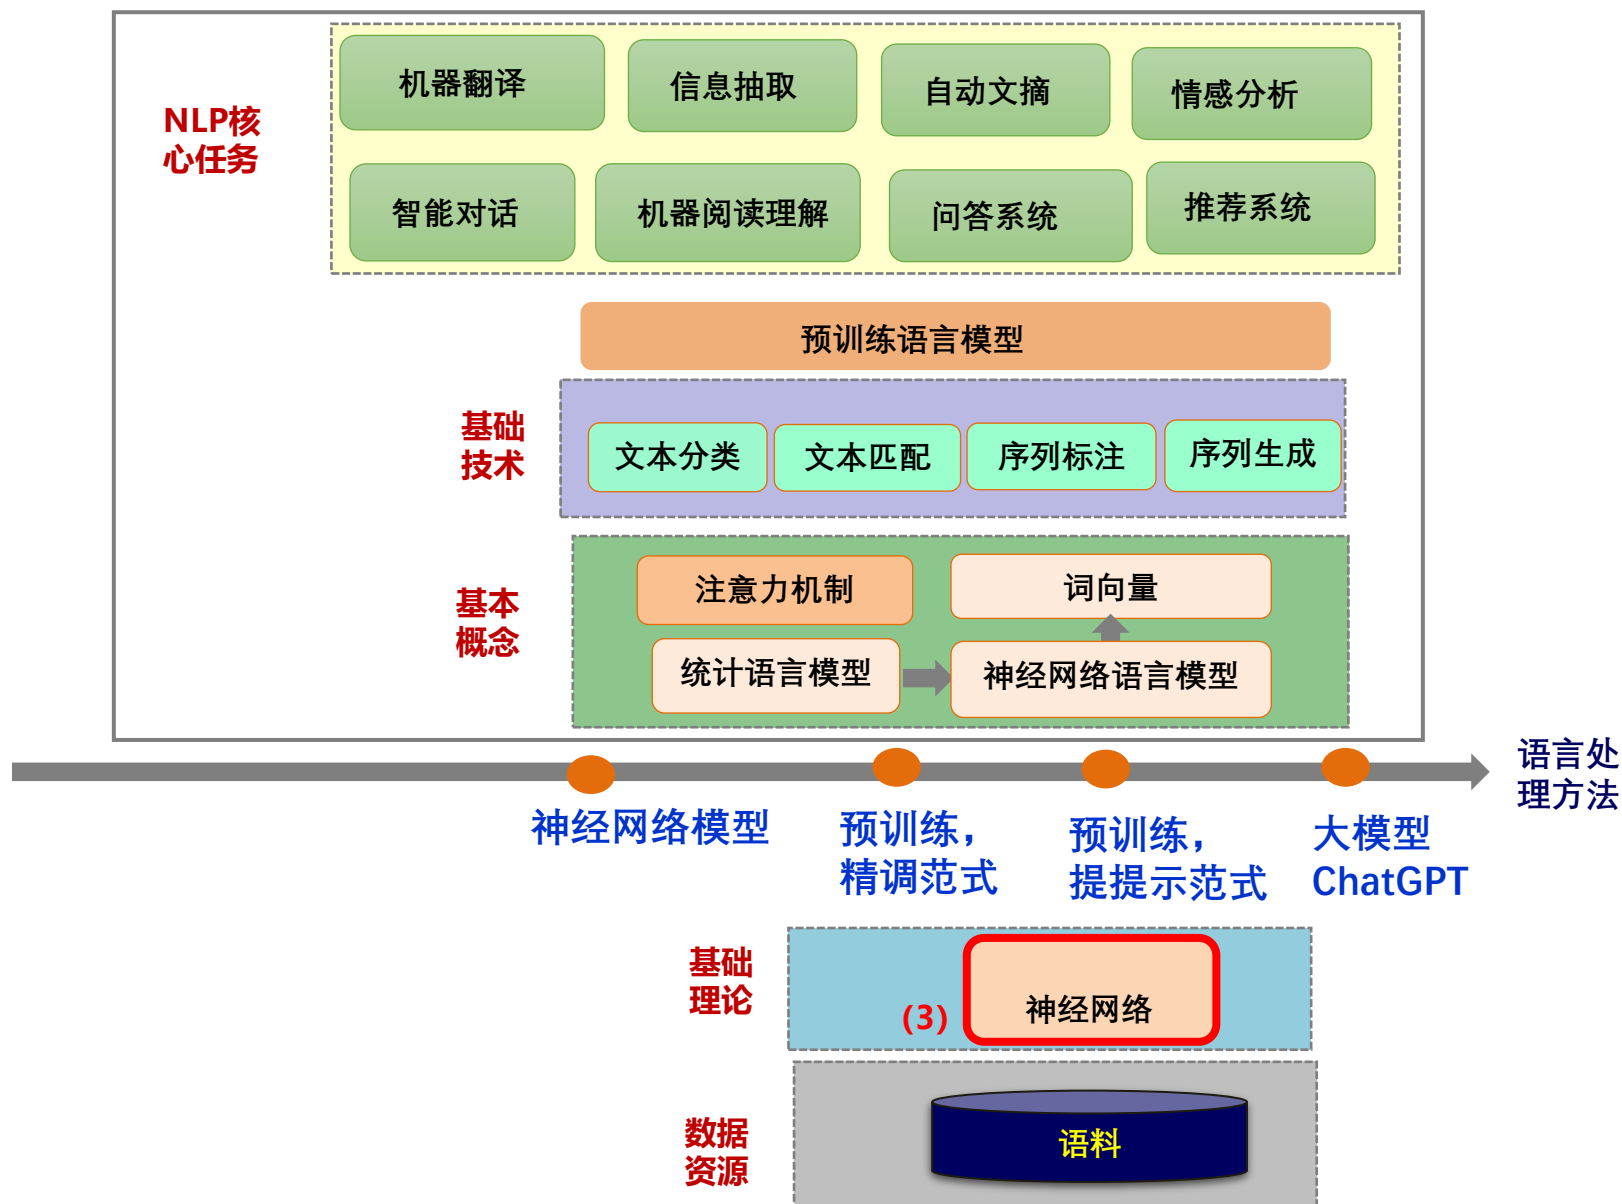 机器翻译
信息抽取
自动文摘
情感分析
NLP核
心任务
智能对话
机器阅读理解
问答系统
推荐系统
预训练语言模型
基础
技术
文本分类
文本匹配
序列标注
序列生成
基本
概念
注意力机制
词向量
统计语言模型
神经网络语言模型
语言处
理方法
神经网络模型
预训练，
精调范式
预训练，
提提示范式
大模型
ChatGPT
基础
理论
(3)
神经网络
数据
资源
语料